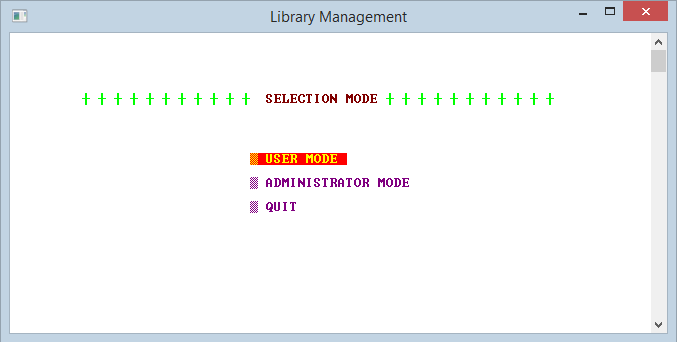 Library Management
┼ ┼ ┼ ┼ ┼ ┼ ┼ ┼ ┼ ┼ ┼ SELECTION MODE ┼ ┼ ┼ ┼ ┼ ┼ ┼ ┼ ┼ ┼ ┼
▒ USER MODE
▒ ADMINISTRATOR MODE
▒ QUIT